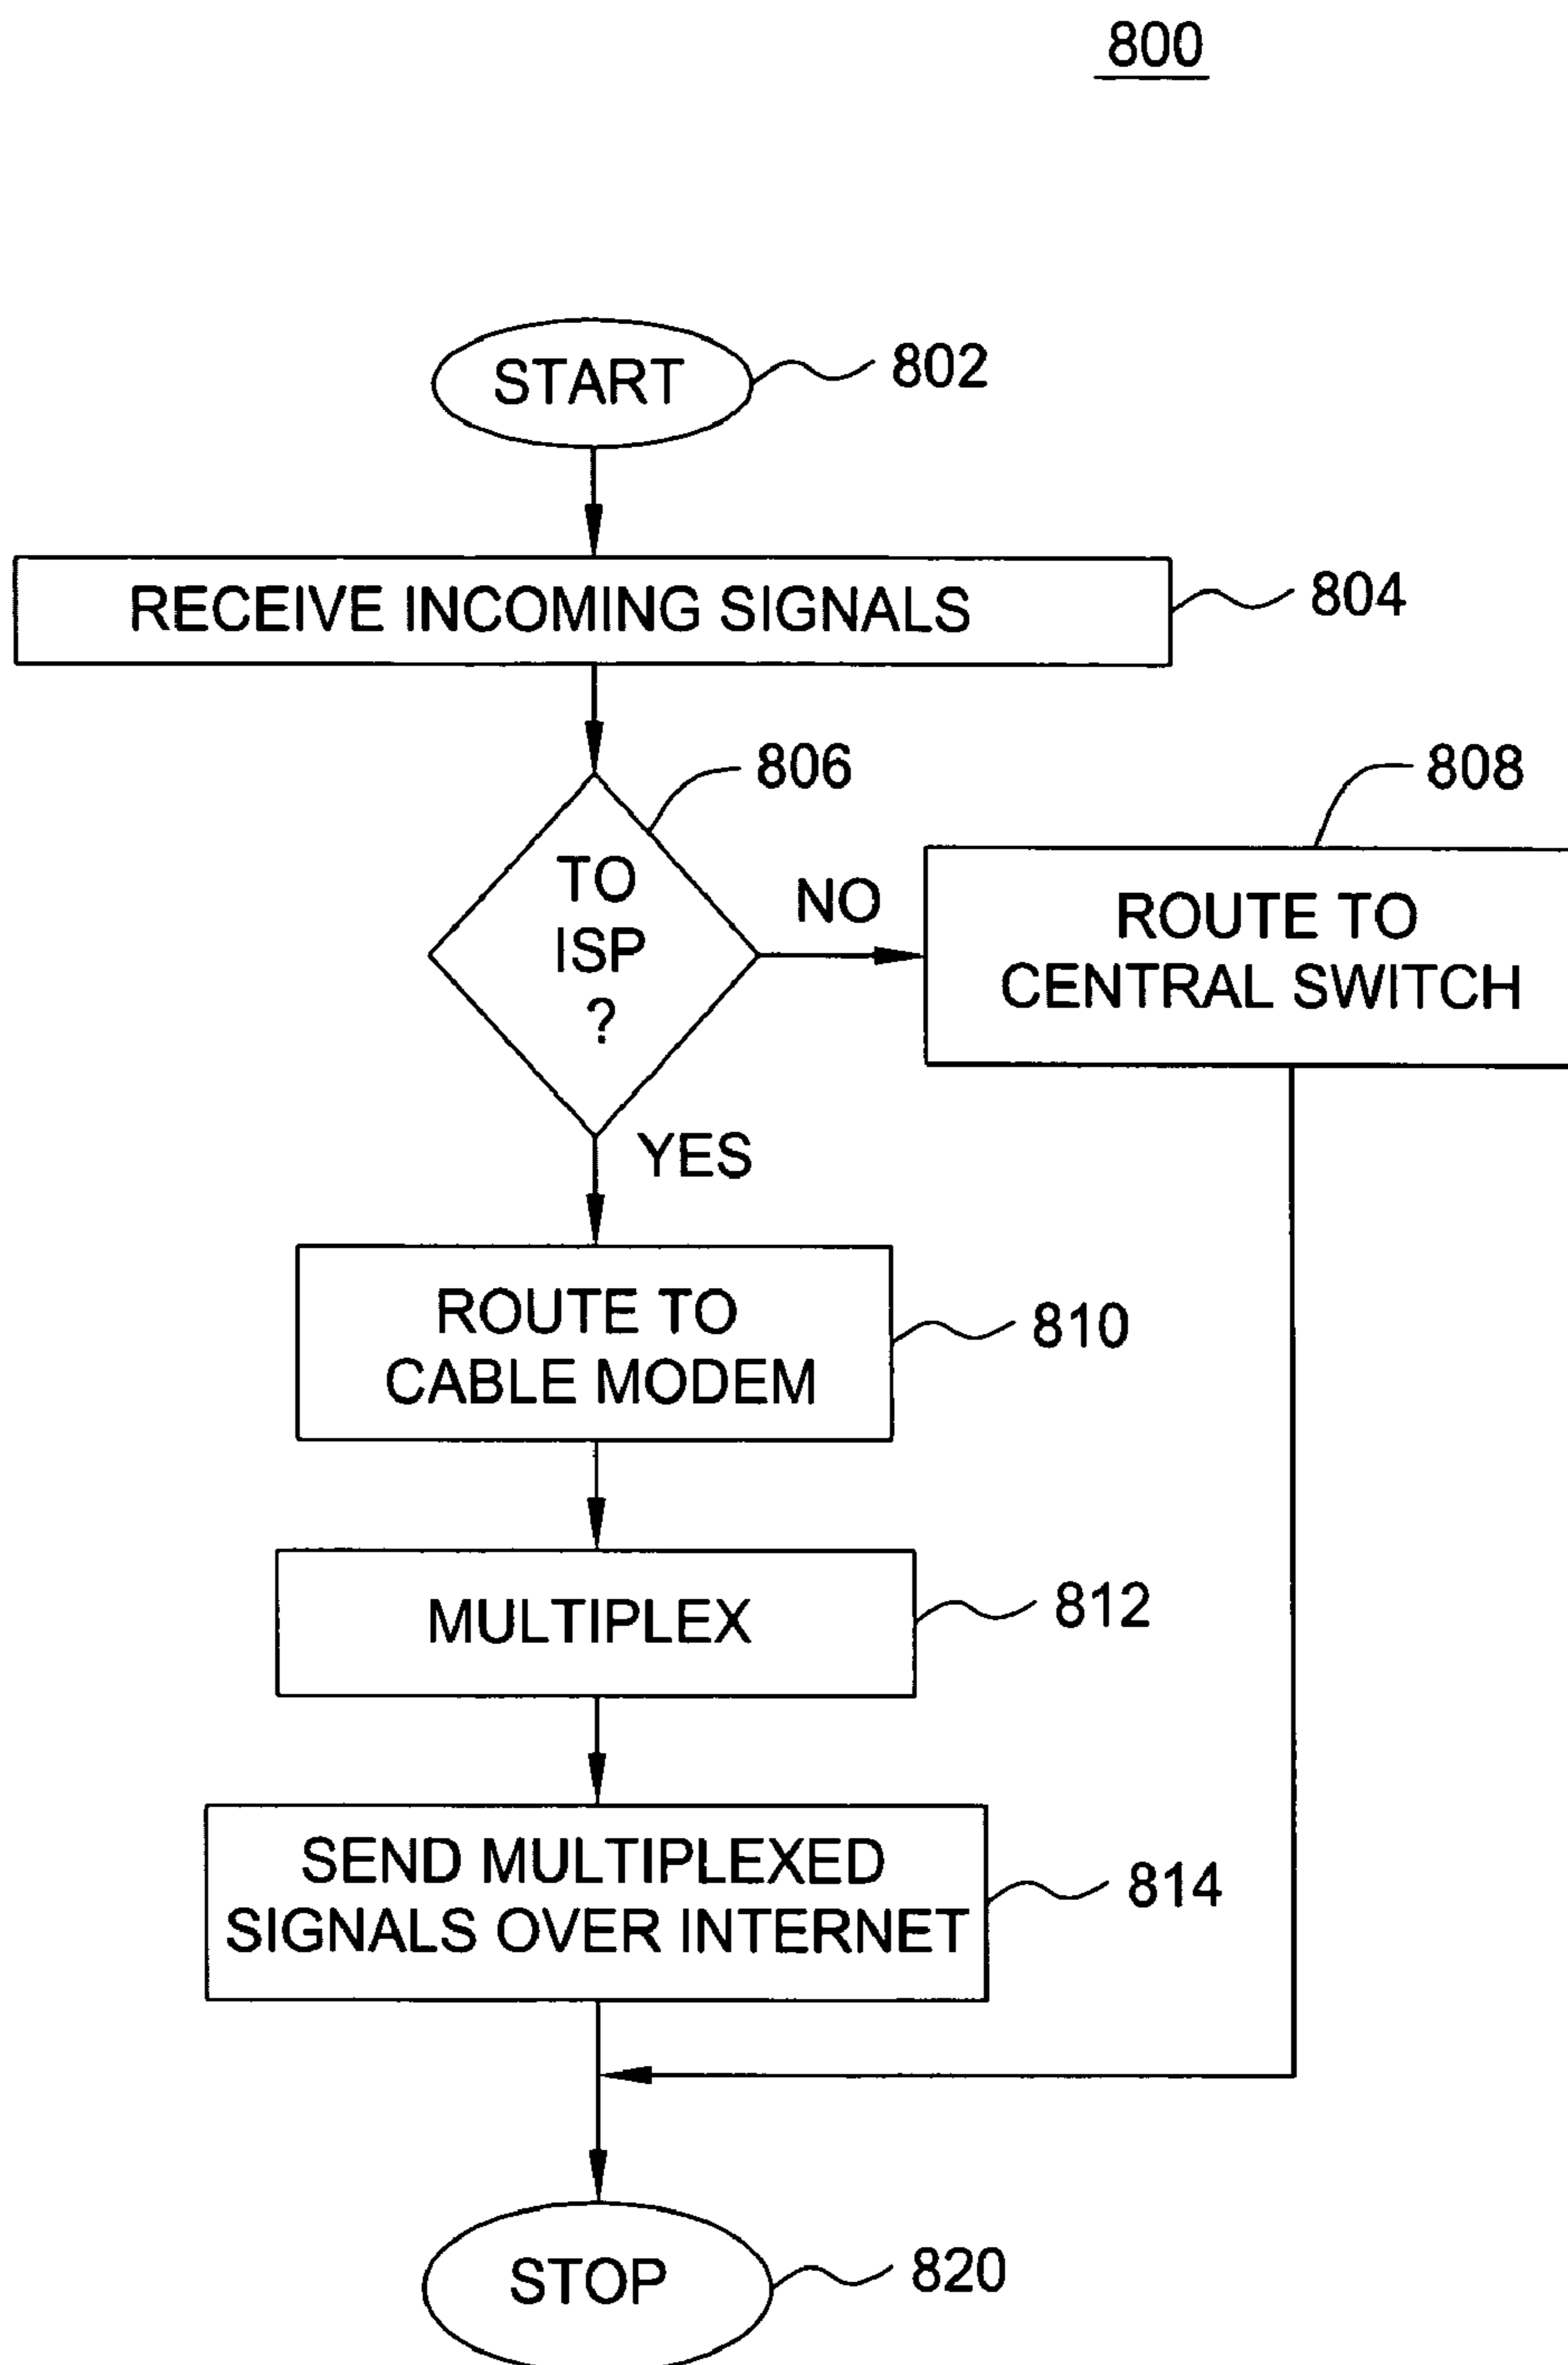 800
START
802
RECEIVE INCOMING SIGNALS
804
806
808
TO
ISP
?
NO
ROUTE TO
CENTRAL SWITCH
YES
ROUTE TO
CABLE MODEM
810
MULTIPLEX
812
SEND MULTIPLEXED
SIGNALS OVER INTERNET
814
STOP
820